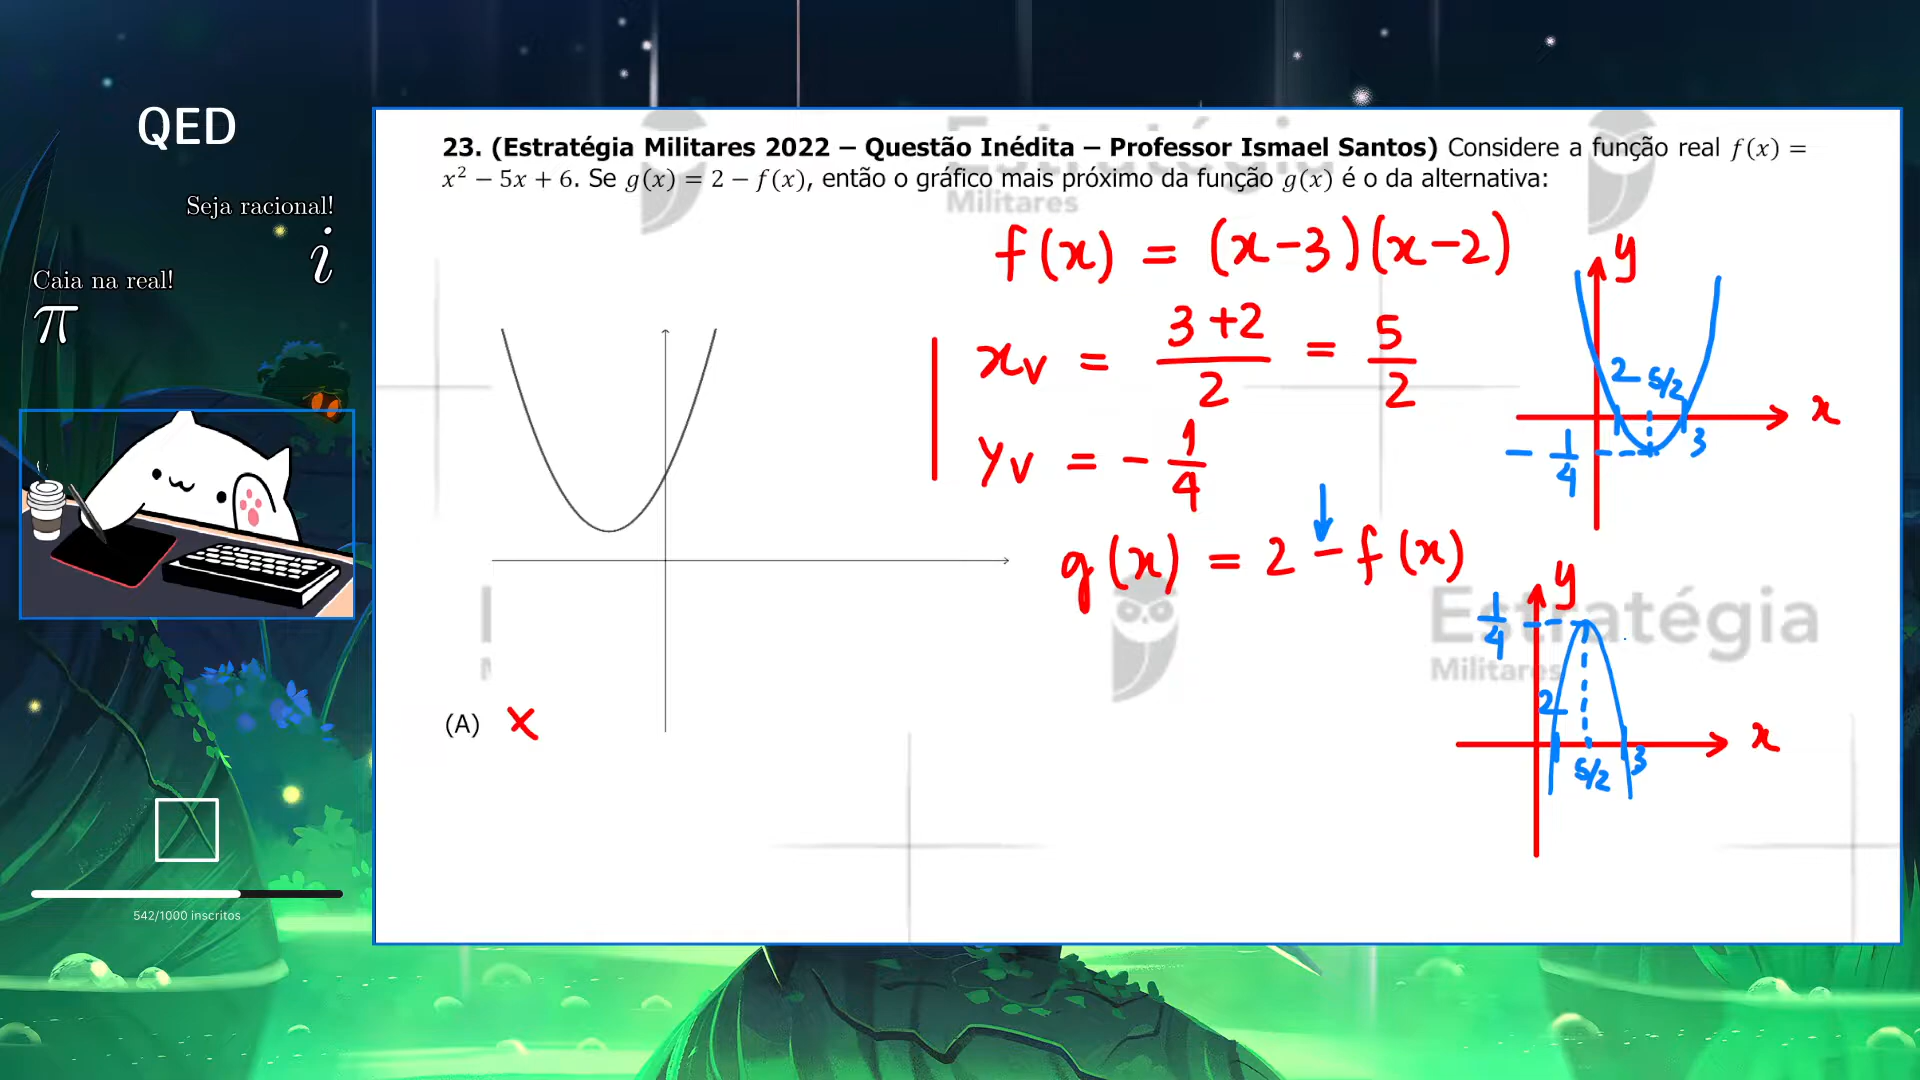 QED
Seja racional!
i
Caia na real!
π
542/1000 inscritos
23. (Estratégia Militares 2022 – Questão Inédita – Professor Ismael Santos) Considere a função real f(x) =
x² − 5x + 6. Se g(x) = 2 − f(x), então o gráfico mais próximo da função g(x) é o da alternativa:
f(x) = (x-3)(x-2)
xv = 3+2/2 = 5/2
yv = - 1/4
g(x) = 2 - f(x)
y
2 5/2
x
3
- 1/4
y
1/4
2
x
5/2 3
(A) x
Estratégia
Militares
Estratégia
Militares